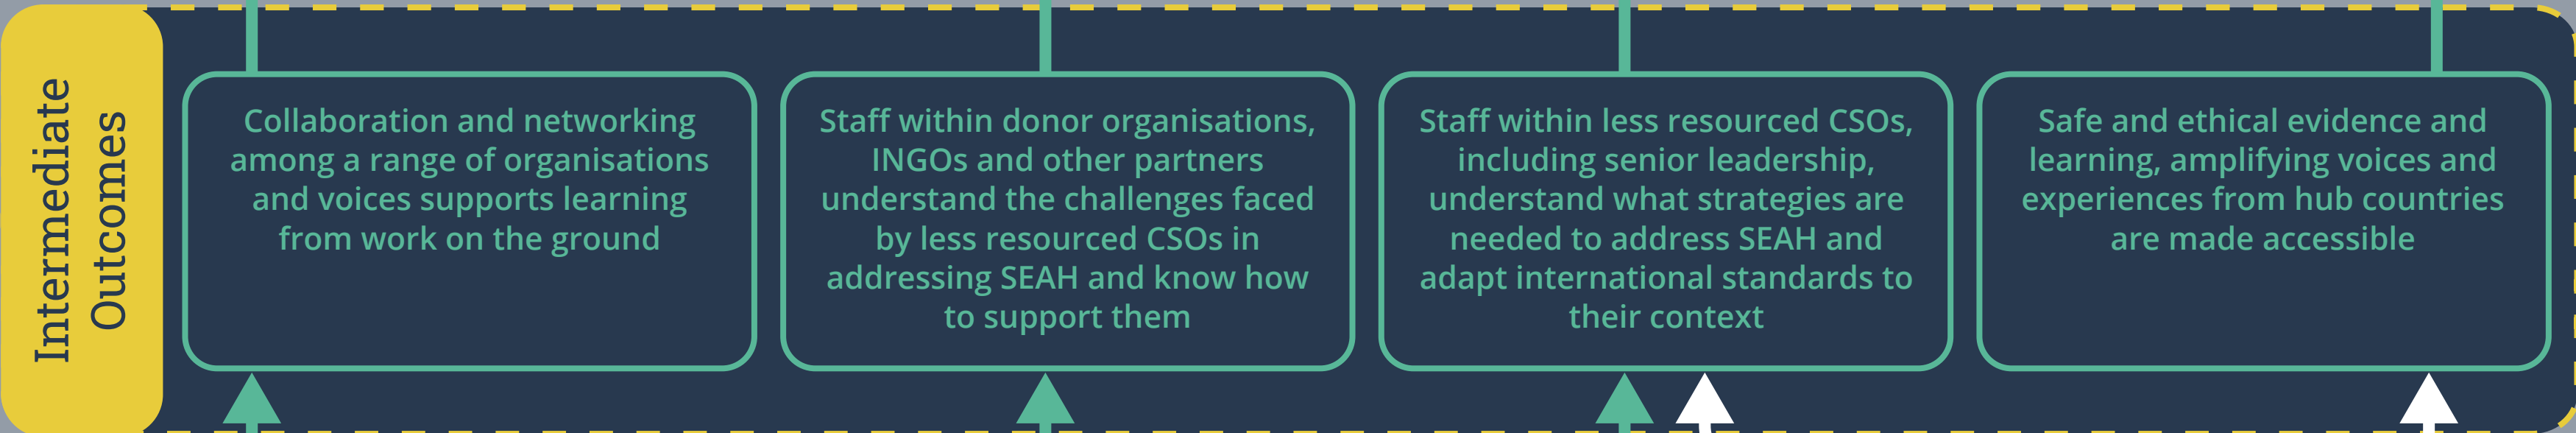 Intermediate
Outcomes
Collaboration and networking
among a range of organisations
and voices supports learning
from work on the ground
Staff within donor organisations,
INGOs and other partners
understand the challenges faced
by less resourced CSOs in
addressing SEAH and know how
to support them
Staff within less resourced CSOs,
including senior leadership,
understand what strategies are
needed to address SEAH and
adapt international standards to
their context
Safe and ethical evidence and
learning, amplifying voices and
experiences from hub countries
are made accessible